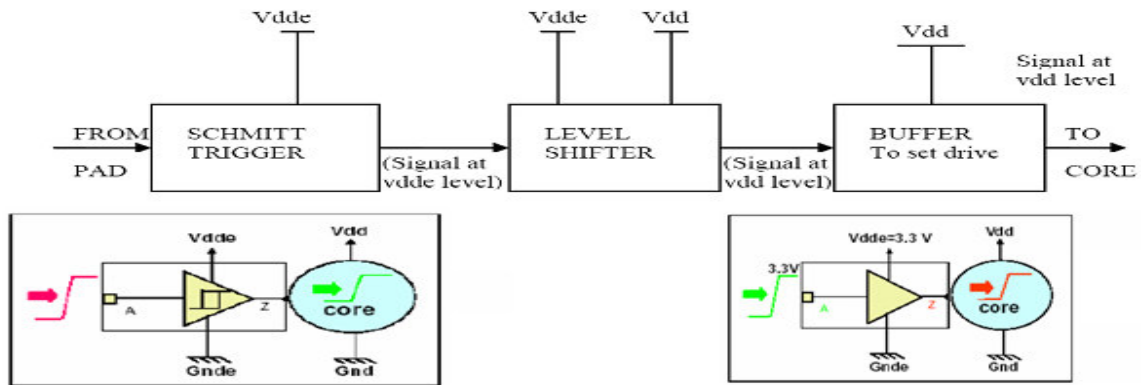 Vdde
Vdde
Vdd
Vdd
Signal at
vdd level
FROM
PAD
SCHMITT
TRIGGER
(Signal at
vdde level)
LEVEL
SHIFTER
(Signal at
vdd level)
BUFFER
To set drive
TO
CORE
Vdde
Vdd
A
Z
core
Gnde
Gnd
Vdde=3.3 V
Vdd
3.3V
A
Z
core
Gnde
Gnd